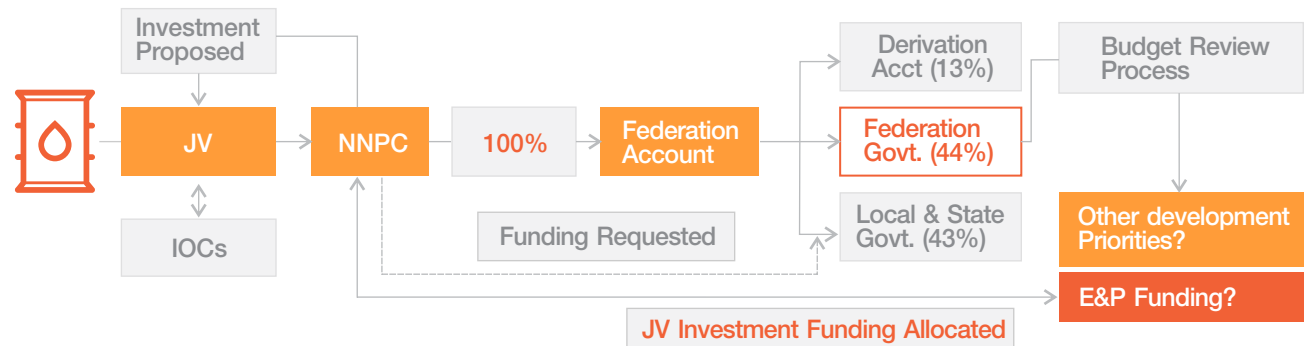 Investment
Proposed
JV
IOCs
NNPC
100%
Federation
Account
Funding Requested
Derivation
Acct (13%)
Federation
Govt. (44%)
Local & State
Govt. (43%)
Budget Review
Process
Other development
Priorities?
E&P Funding?
JV Investment Funding Allocated